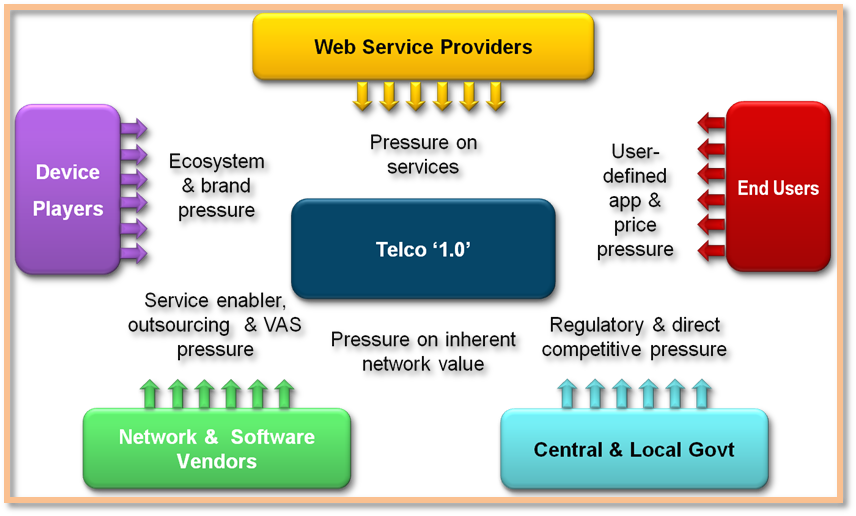 Web Service Providers
Pressure on
services
Device
Players
Ecosystem
& brand
pressure
User-
defined
app &
price
pressure
End Users
Telco ‘1.0’
Service enabler,
outsourcing & VAS
pressure
Pressure on inherent
network value
Regulatory & direct
competitive pressure
Network & Software
Vendors
Central & Local Govt